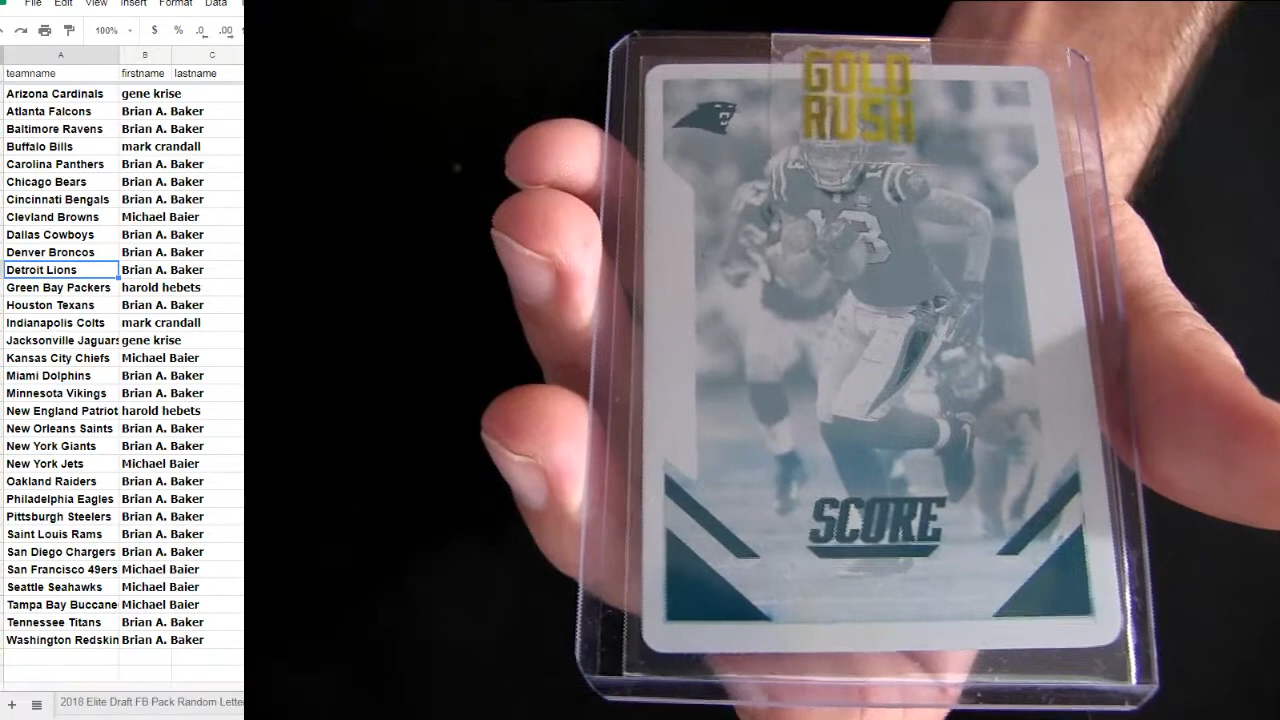 File Edit View Insert Format Data
100% $ % .0 .00
A B C
teamname firstname lastname
Arizona Cardinals gene krise
Atlanta Falcons Brian A. Baker
Baltimore Ravens Brian A. Baker
Buffalo Bills mark crandall
Carolina Panthers Brian A. Baker
Chicago Bears Brian A. Baker
Cincinnati Bengals Brian A. Baker
Clevland Browns Michael Baier
Dallas Cowboys Brian A. Baker
Denver Broncos Brian A. Baker
Detroit Lions Brian A. Baker
Green Bay Packers harold hebets
Houston Texans Brian A. Baker
Indianapolis Colts mark crandall
Jacksonville Jaguars gene krise
Kansas City Chiefs Michael Baier
Miami Dolphins Brian A. Baker
Minnesota Vikings Brian A. Baker
New England Patriot harold hebets
New Orleans Saints Brian A. Baker
New York Giants Brian A. Baker
New York Jets Michael Baier
Oakland Raiders Brian A. Baker
Philadelphia Eagles Brian A. Baker
Pittsburgh Steelers Brian A. Baker
Saint Louis Rams Brian A. Baker
San Diego Chargers Brian A. Baker
San Francisco 49ers Michael Baier
Seattle Seahawks Michael Baier
Tampa Bay Buccane Michael Baier
Tennessee Titans Brian A. Baker
Washington Redskin Brian A. Baker
2018 Elite Draft FB Pack Random Letter
GOLD
RUSH
13
SCORE